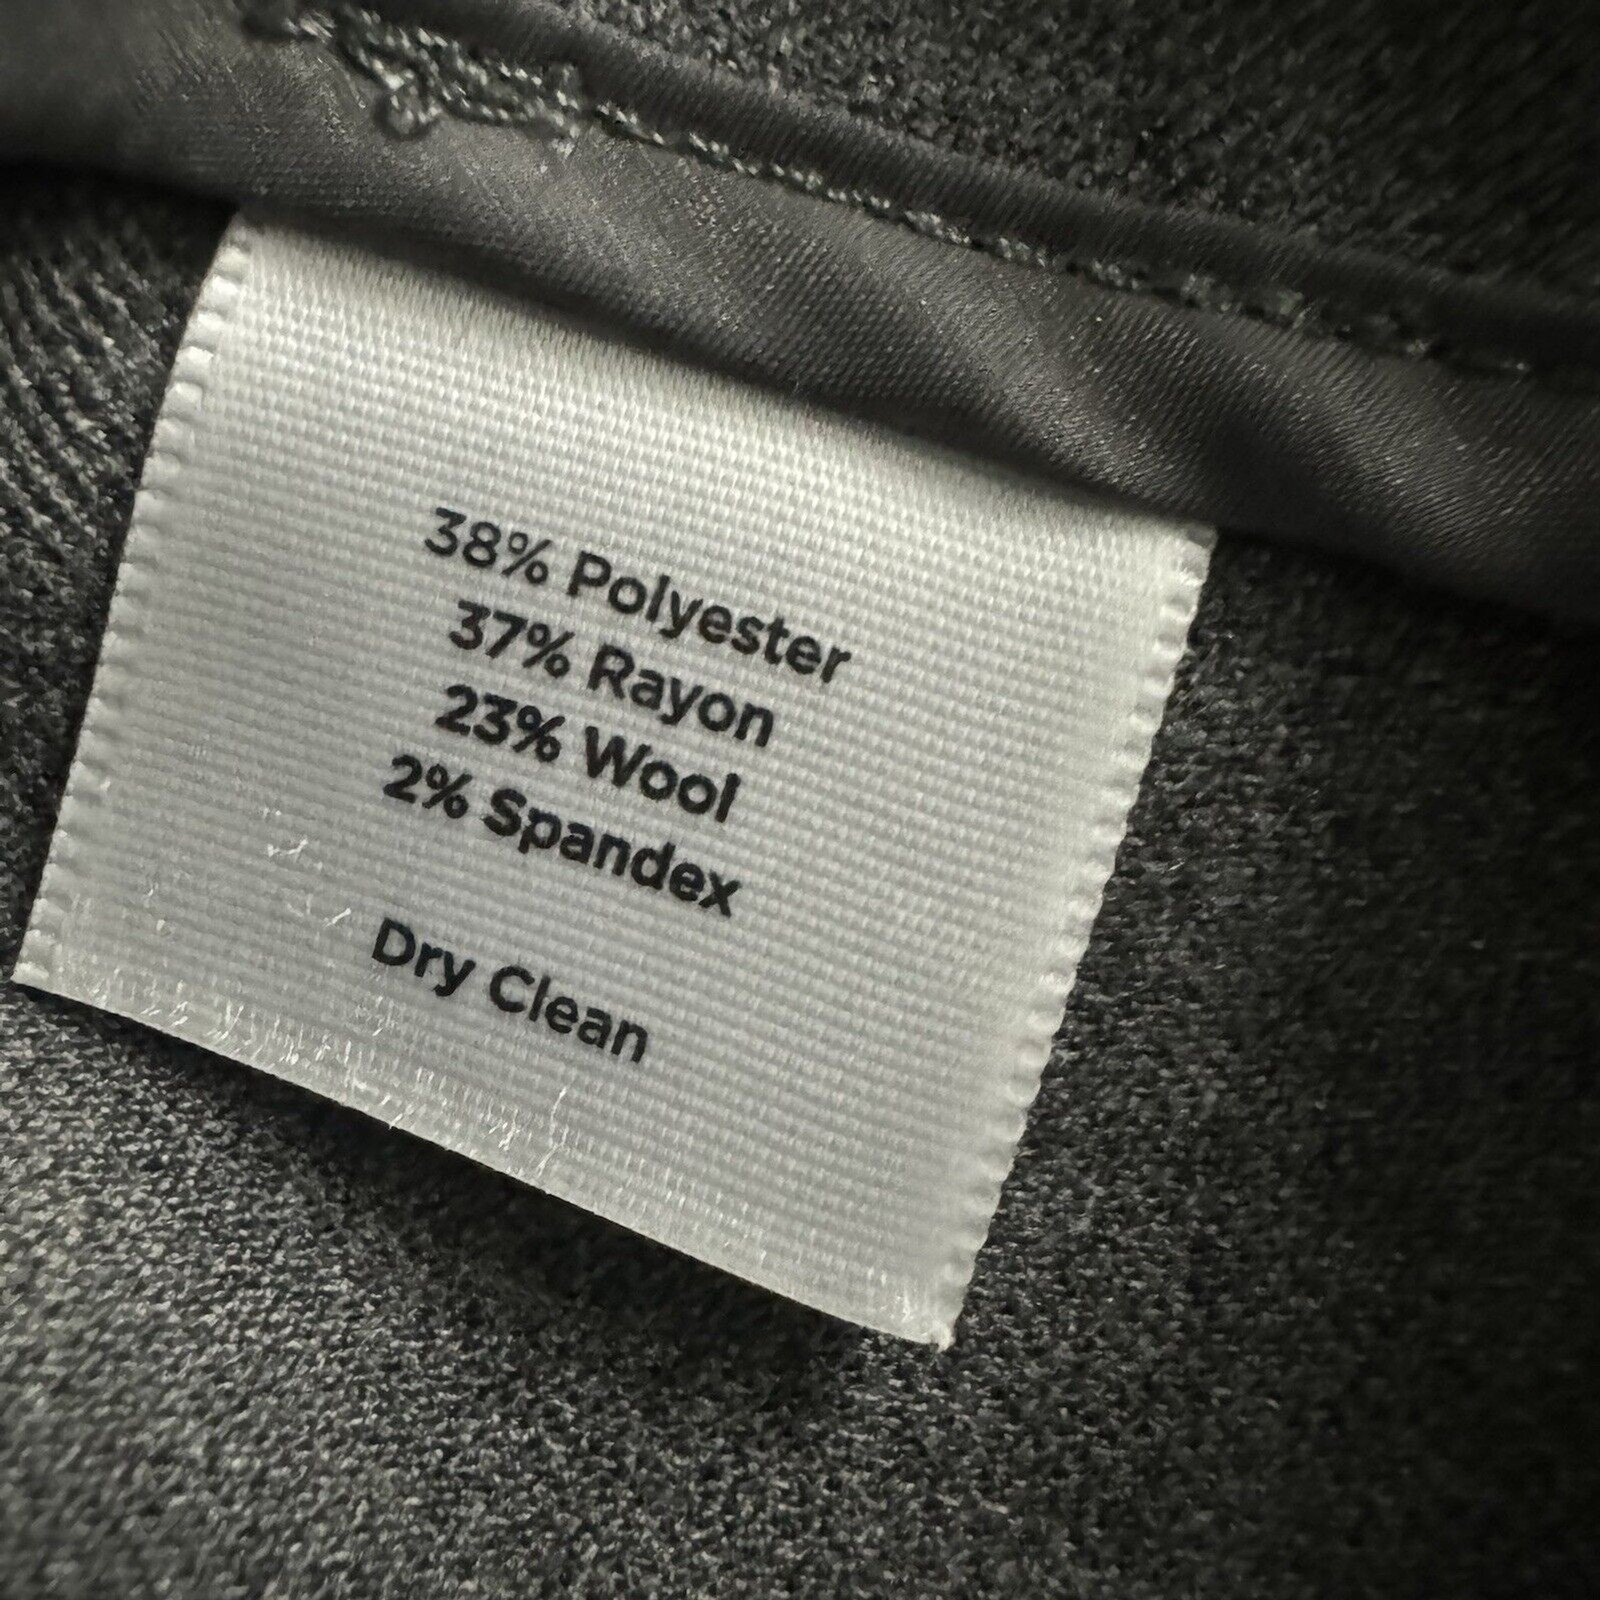 38% Polyester
37% Rayon
23% Wool
2% Spandex
Dry Clean